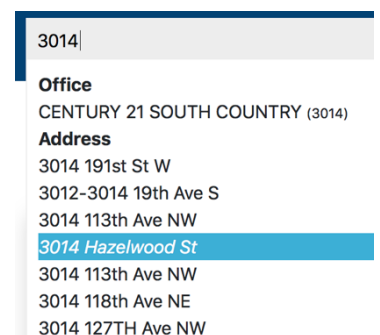 3014
Office
CENTURY 21 SOUTH COUNTRY (3014)
Address
3014 191st St W
3012-3014 19th Ave S
3014 113th Ave NW
3014 Hazelwood St
3014 113th Ave NW
3014 118th Ave NE
3014 127TH Ave NW